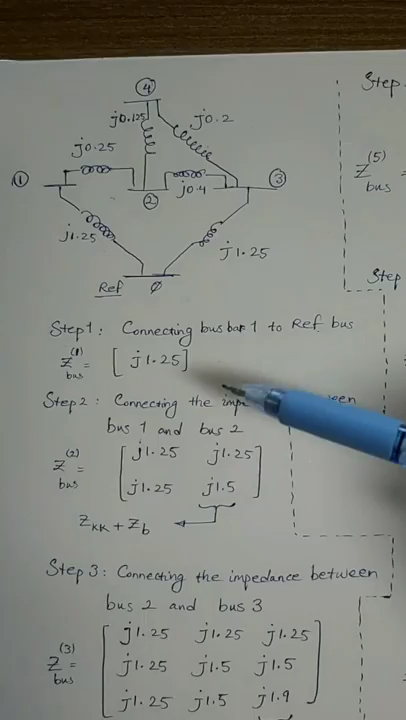 ④
j0.125
j0.2
j0.25
①
②
j0.4
③
j1.25
j1.25
Ref
Ø
Step1: Connecting busbar 1 to Ref bus
Z⁽¹⁾bus = [ j1.25 ]
Step 2: Connecting the between
bus 1 and bus 2
Z⁽²⁾bus = [ j1.25 j1.25
j1.25 j1.5 ]
Zkk + Zb
Step 3: Connecting the impedance between
bus 2 and bus 3
Z⁽³⁾bus = [ j1.25 j1.25 j1.25
j1.25 j1.5 j1.5
j1.25 j1.5 j1.9 ]
Step
Z⁽⁵⁾bus =
Step